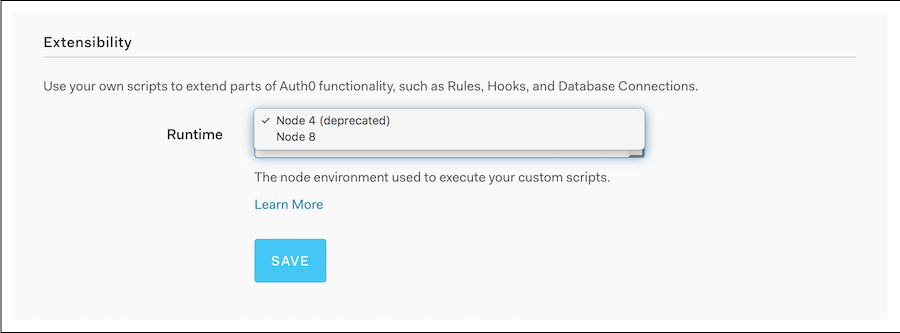 Extensibility
Use your own scripts to extend parts of Auth0 functionality, such as Rules, Hooks, and Database Connections.
Runtime
✓ Node 4 (deprecated)
Node 8
The node environment used to execute your custom scripts.
Learn More
SAVE